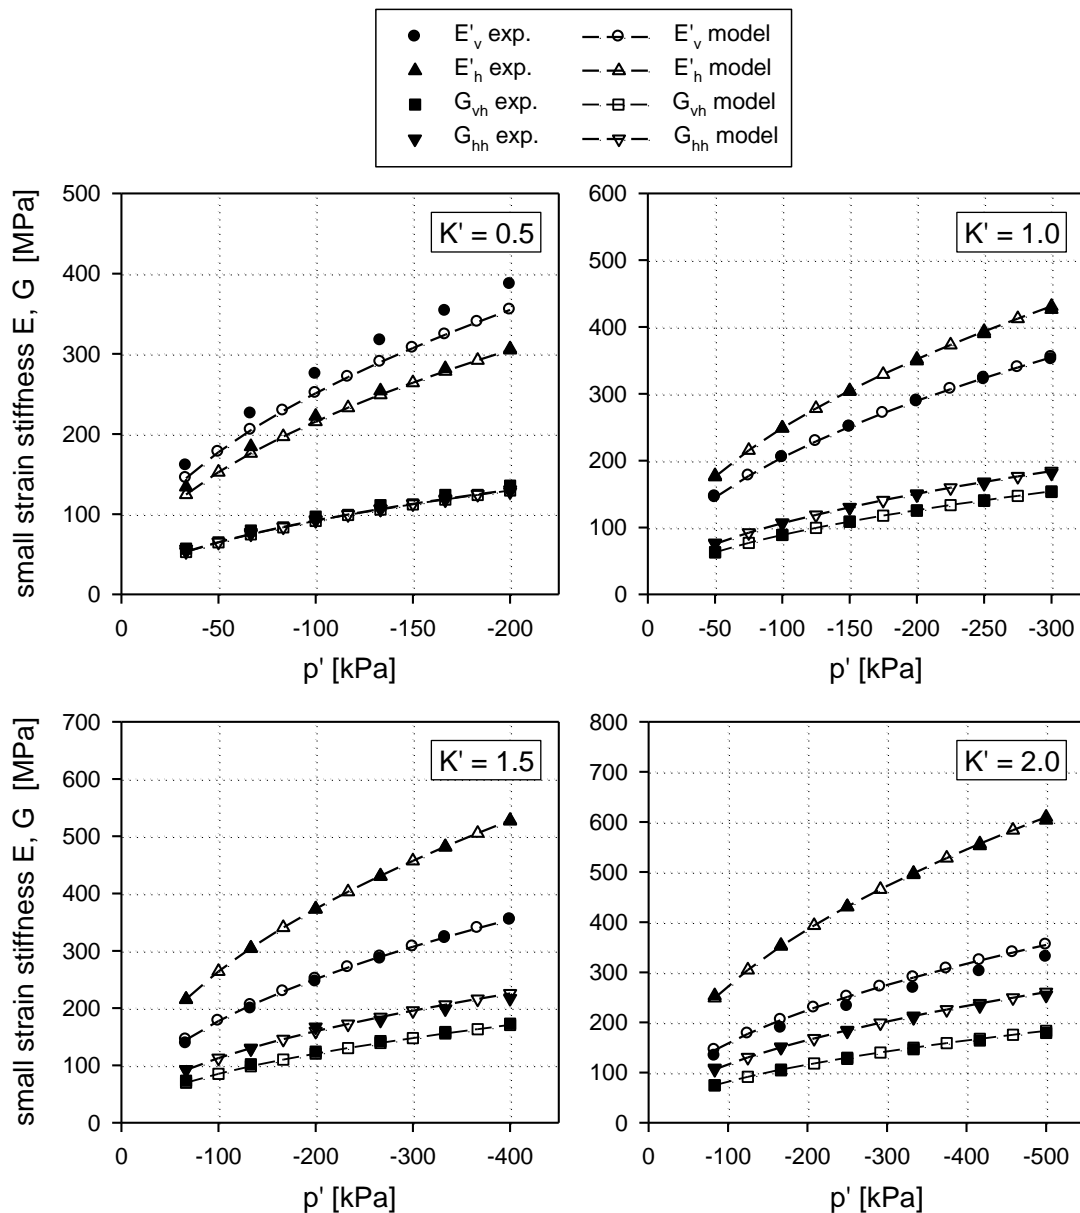 E'v exp. E'v model
E'h exp. E'h model
Gvh exp. Gvh model
Ghh exp. Ghh model
small strain stiffness E, G [MPa]
500
400
300
200
100
0
K' = 0.5
0 -50 -100 -150 -200
p' [kPa]
600
500
400
300
200
100
0
K' = 1.0
0 -50 -100 -150 -200 -250 -300
p' [kPa]
small strain stiffness E, G [MPa]
700
600
500
400
300
200
100
0
K' = 1.5
0 -100 -200 -300 -400
p' [kPa]
800
700
600
500
400
300
200
100
0
K' = 2.0
0 -100 -200 -300 -400 -500
p' [kPa]